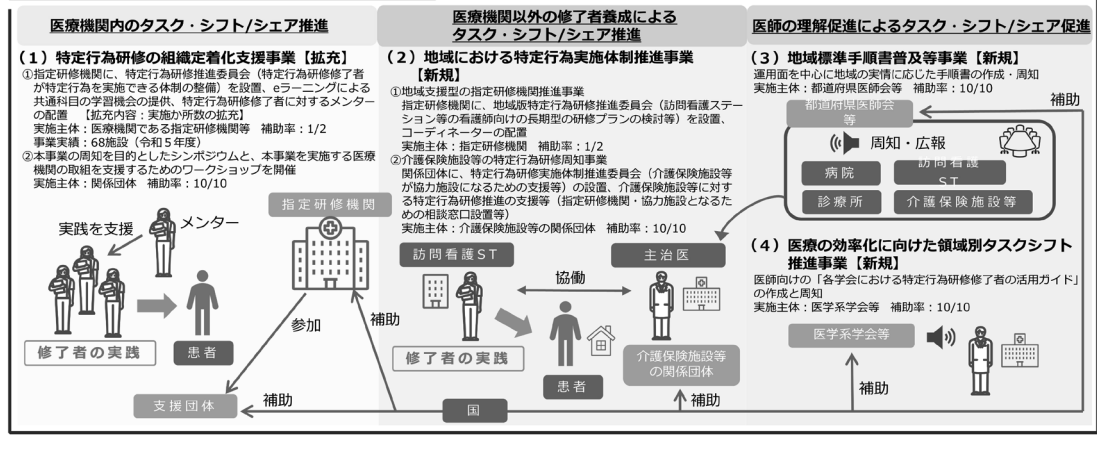 医療機関内のタスク・シフト/シェア推進
（１）特定行為研修の組織定着化支援事業【拡充】
①指定研修機関に、特定行為研修推進委員会（特定行為研修修了者
が特定行為を実施できる体制の整備）を設置、eラーニングによる
共通科目の学習機会の提供、特定行為研修修了者に対するメンター
の配置　【拡充内容：実施か所数の拡充】
実施主体：医療機関である指定研修機関等　補助率：1/2
事業実績：68施設（令和５年度）
②本事業の周知を目的としたシンポジウムと、本事業を実施する医療
機関の取組を支援するためのワークショップを開催
実施主体：関係団体　補助率：10/10
指定研修機関
実践を支援
メンター
修了者の実践
患者
参加
補助
支援団体
補助
国
医療機関以外の修了者養成による
タスク・シフト/シェア推進
（２）地域における特定行為実施体制推進事業
【新規】
①地域支援型の指定研修機関推進事業
指定研修機関に、地域版特定行為研修推進委員会（訪問看護ステー
ション等の看護師向けの長期型の研修プランの検討等）を設置、
コーディネーターの配置
実施主体：指定研修機関　補助率：1/2
②介護保険施設等の特定行為研修周知事業
関係団体に、特定行為研修実施体制推進委員会（介護保険施設等
が協力施設になるための支援等）の設置、介護保険施設等に対す
る特定行為研修推進の支援等（指定研修機関・協力施設となるた
めの相談窓口設置等）
実施主体：介護保険施設等の関係団体　補助率：10/10
訪問看護ＳＴ
主治医
協働
修了者の実践
患者
介護保険施設等
の関係団体
補助
医師の理解促進によるタスク・シフト/シェア促進
（３）地域標準手順書普及等事業【新規】
運用面を中心に地域の実情に応じた手順書の作成・周知
実施主体：都道府県医師会等　補助率：10/10
都道府県医師会
等
補助
周知・広報
病院
訪問看護
ＳＴ
診療所
介護保険施設等
（４）医療の効率化に向けた領域別タスクシフト
推進事業【新規】
医師向けの「各学会における特定行為研修修了者の活用ガイド」
の作成と周知
実施主体：医学系学会等　補助率：10/10
医学系学会等
補助